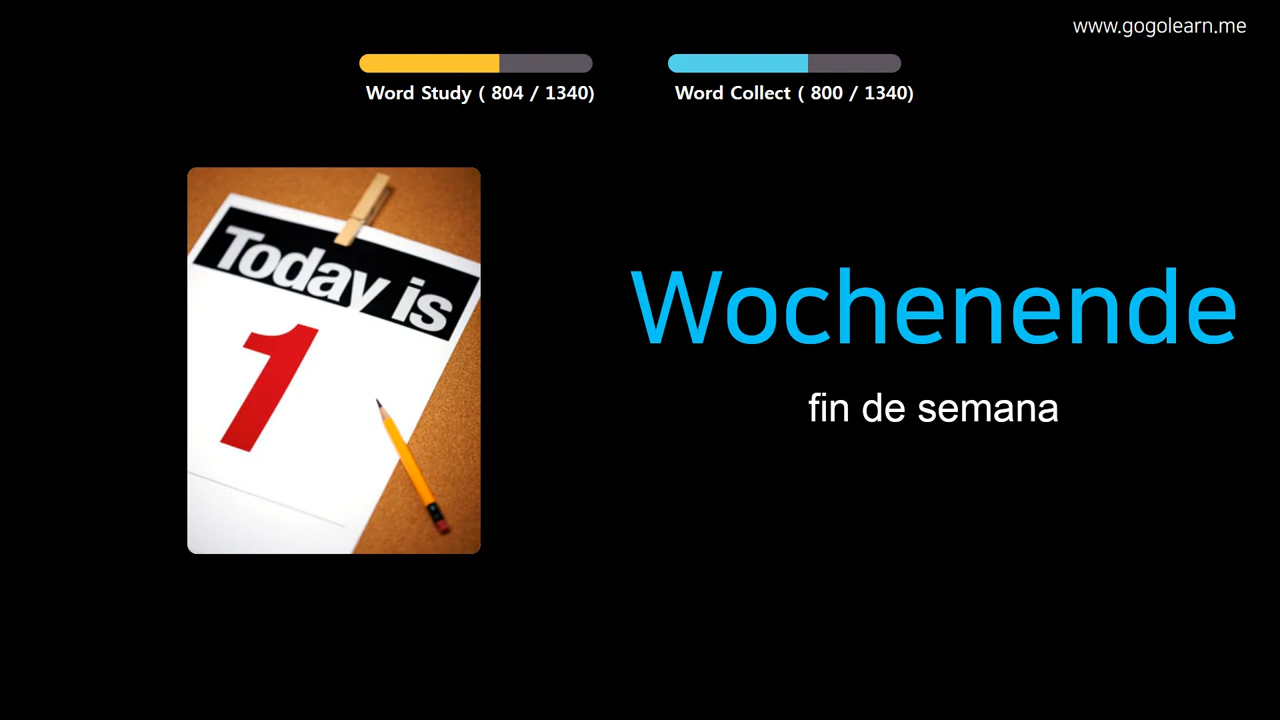 www.gogolearn.me
Word Study ( 804 / 1340)
Word Collect ( 800 / 1340)
Today is
1
Wochenende
fin de semana